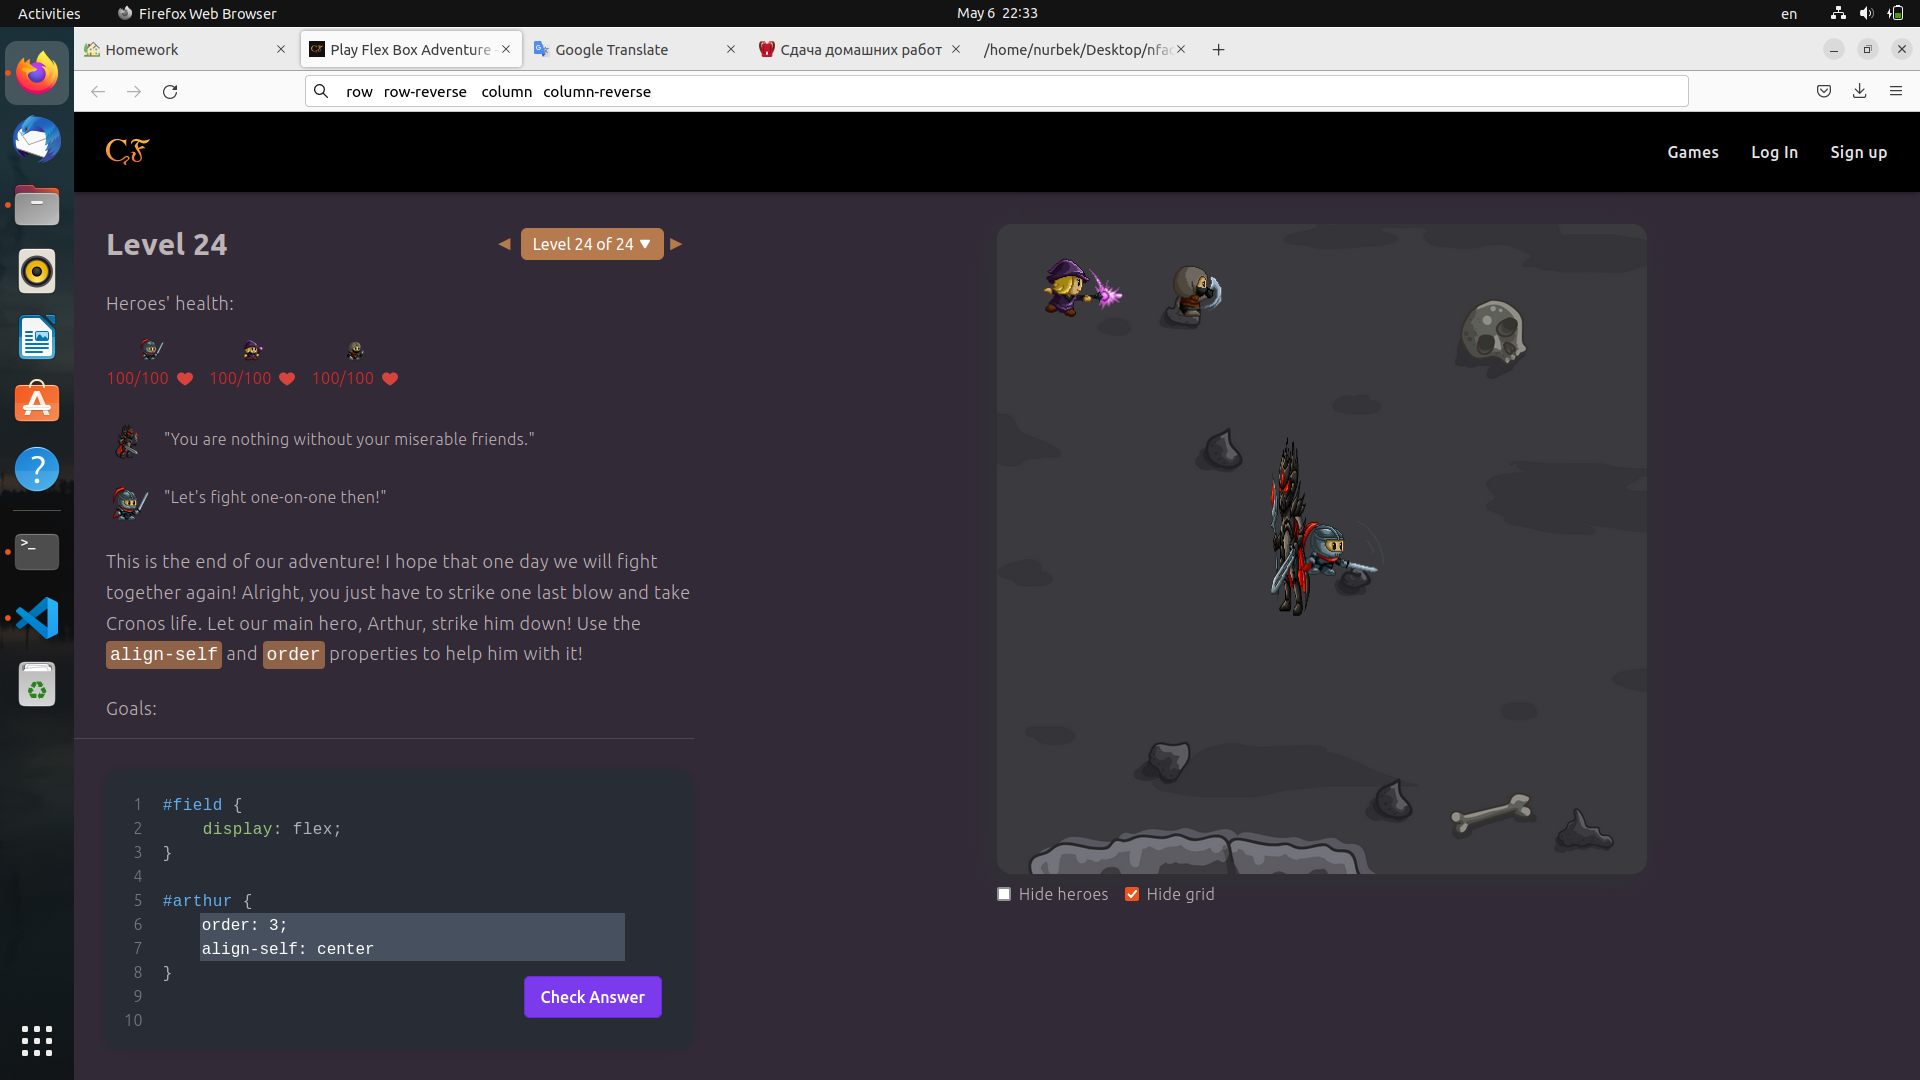 Activities
Firefox Web Browser
May 6 22:33
en
Homework
Play Flex Box Adventure -
Google Translate
Сдача домашних работ
/home/nurbek/Desktop/nfac
row row-reverse column column-reverse
CF
Games
Log In
Sign up
Level 24
Level 24 of 24 ▼
Heroes' health:
100/100
100/100
100/100
"You are nothing without your miserable friends."
"Let's fight one-on-one then!"
This is the end of our adventure! I hope that one day we will fight
together again! Alright, you just have to strike one last blow and take
Cronos life. Let our main hero, Arthur, strike him down! Use the
align-self and order properties to help him with it!
Goals:
1 #field {
2 display: flex;
3 }
4
5 #arthur {
6 order: 3;
7 align-self: center
8 }
9
10
Check Answer
Hide heroes
Hide grid